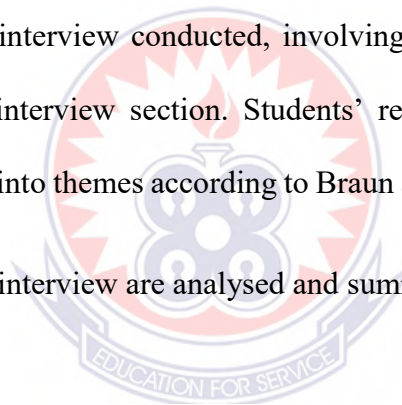 interview conducted, involving
interview section. Students’ re
into themes according to Braun
interview are analysed and sum
EDUCATION FOR SERVICE